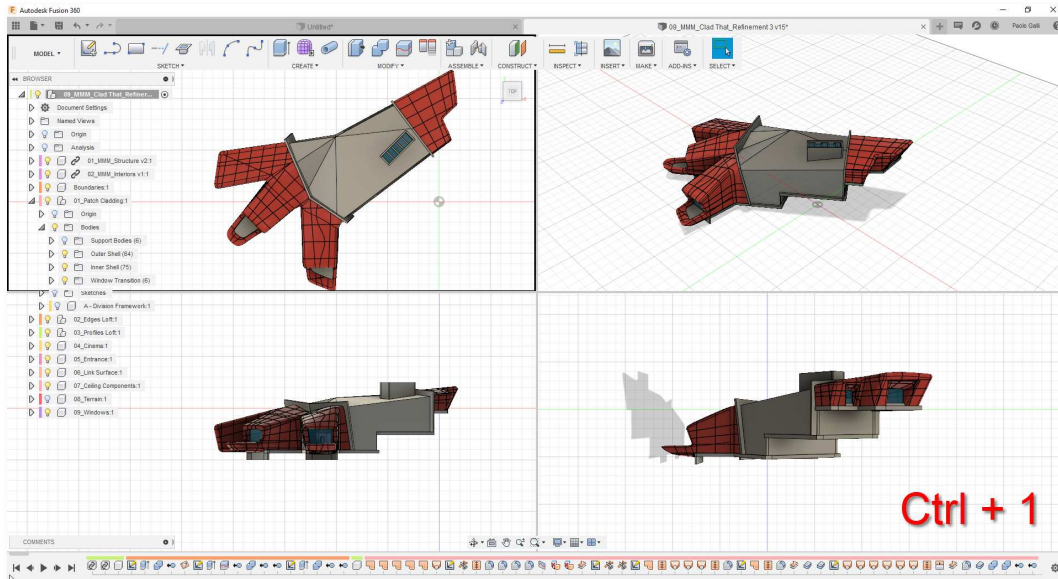 Autodesk Fusion 360
Untitled*
09_MMM_Clad That_Refinement 3 v15*
Paolo Galli
MODEL
SKETCH
CREATE
MODIFY
ASSEMBLE
CONSTRUCT
INSPECT
INSERT
MAKE
ADD-INS
SELECT
BROWSER
09_MMM_Clad That_Refiner...
TOP
Document Settings
Named Views
Origin
Analysis
01_MMM_Structure v2:1
02_MMM_Interiors v1:1
Boundaries:1
01_Patch Cladding:1
Origin
Bodies
Support Bodies (6)
Outer Shell (84)
Inner Shell (75)
Window Transition (6)
Sketches
A - Division Framework:1
02_Edges Loft:1
03_Profiles Loft:1
04_Cinema:1
05_Entrance:1
06_Link Surface:1
07_Ceiling Components:1
08_Terrain:1
09_Windows:1
Ctrl + 1
COMMENTS